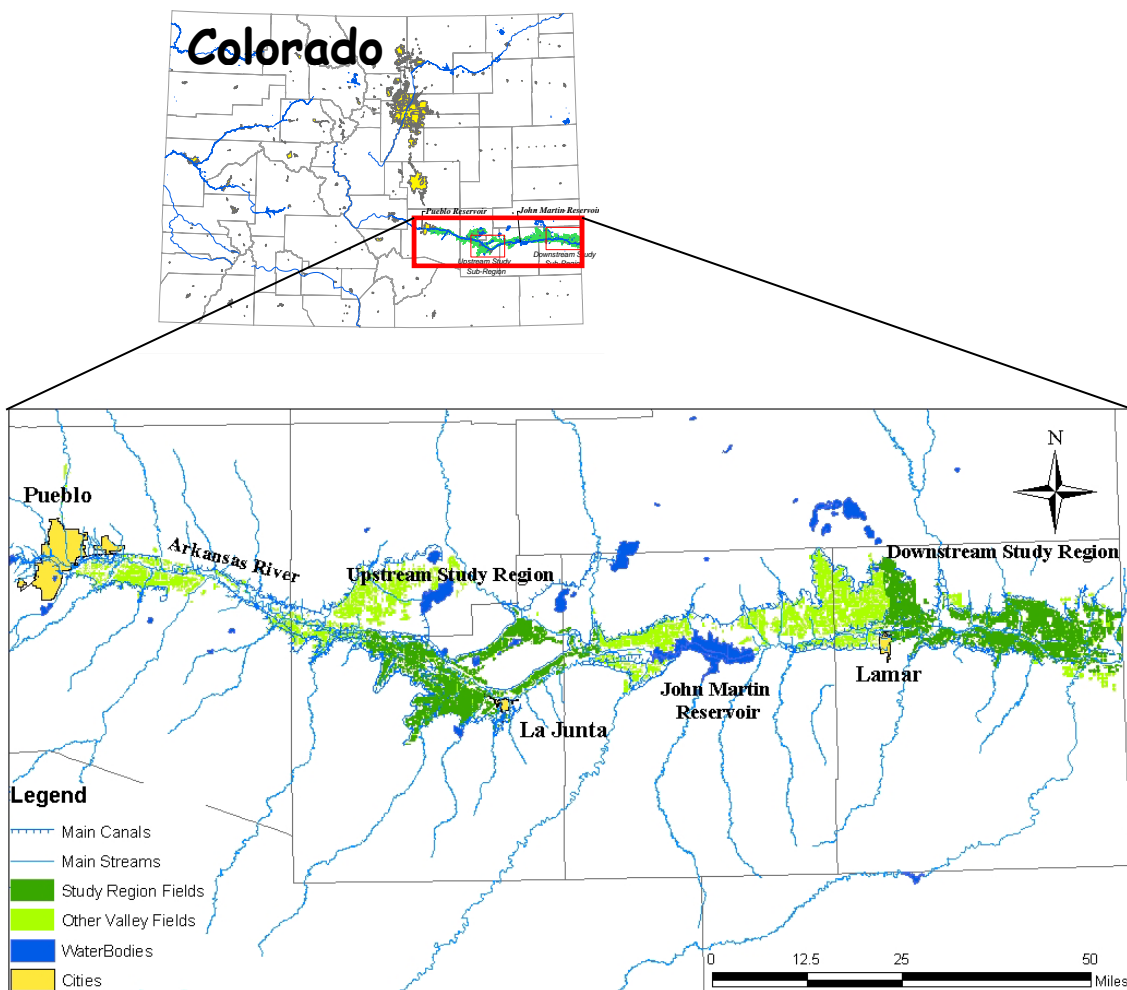 Colorado
Pueblo Reservoir
John Martin Reservoir
Upstream Study
Sub-Region
Downstream Study
Sub-Region
N
Pueblo
Arkansas River
Upstream Study Region
Downstream Study Region
John Martin
Reservoir
Lamar
La Junta
Legend
Main Canals
Main Streams
Study Region Fields
Other Valley Fields
WaterBodies
Cities
0 12.5 25 50
Miles